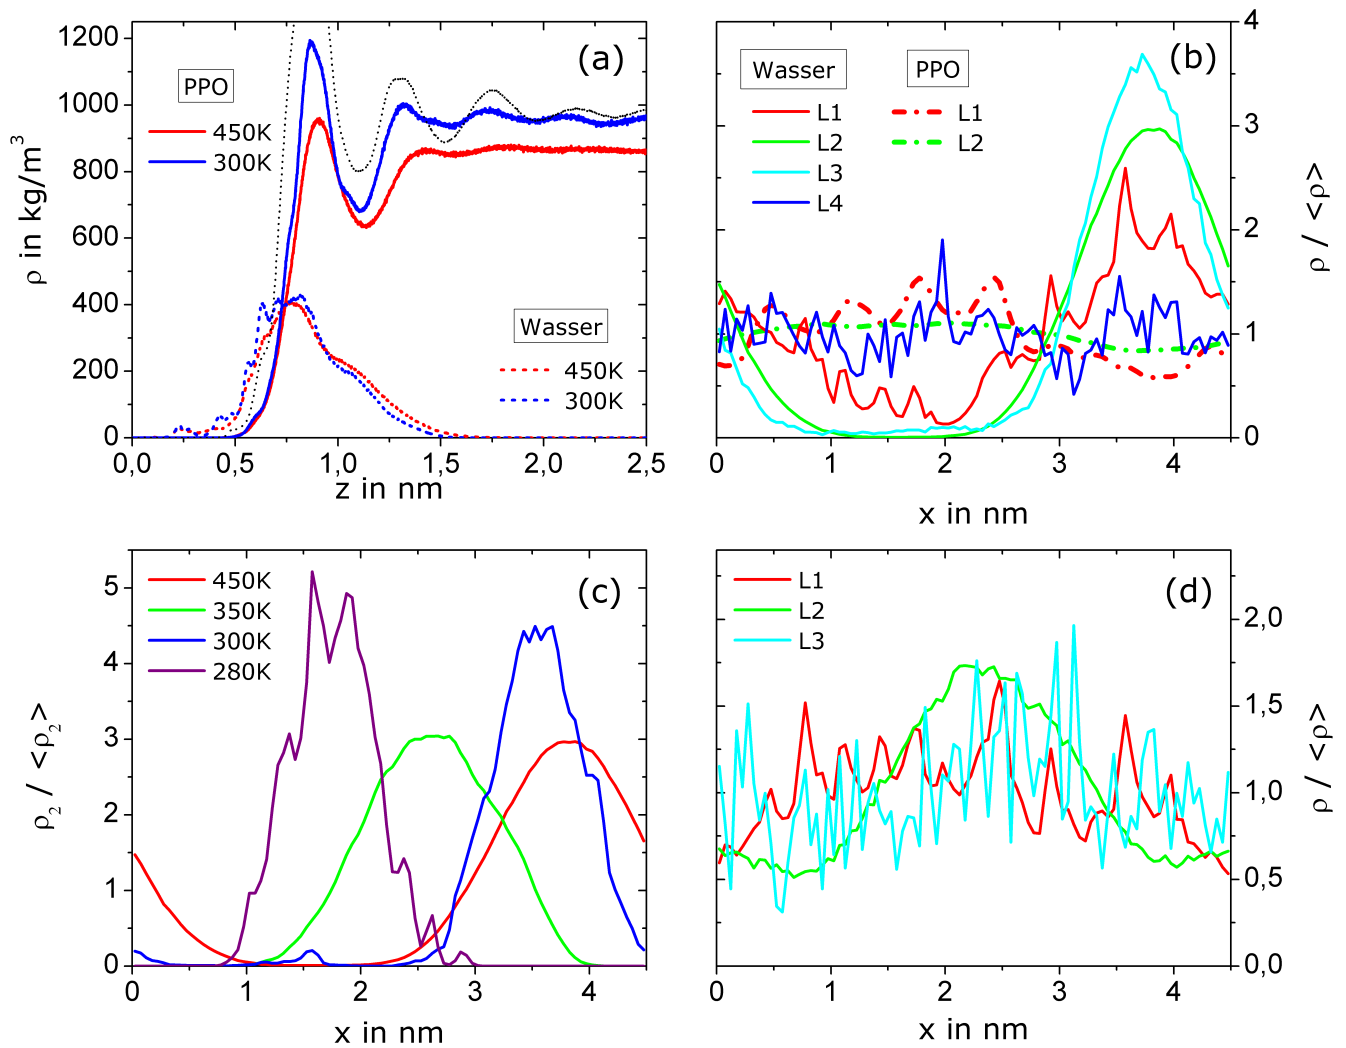 (a)
PPO
450K
300K
Wasser
450K
300K
1200
1000
800
600
400
200
0
0,0 0,5 1,0 1,5 2,0 2,5
ρ in kg/m³
z in nm
(b)
Wasser PPO
L1 L1
L2 L2
L3
L4
4
3
2
1
0
0 1 2 3 4
ρ / <ρ>
x in nm
(c)
450K
350K
300K
280K
5
4
3
2
1
0
0 1 2 3 4
ρ₂ / <ρ₂>
x in nm
(d)
L1
L2
L3
2,0
1,5
1,0
0,5
0,0
0 1 2 3 4
ρ / <ρ>
x in nm